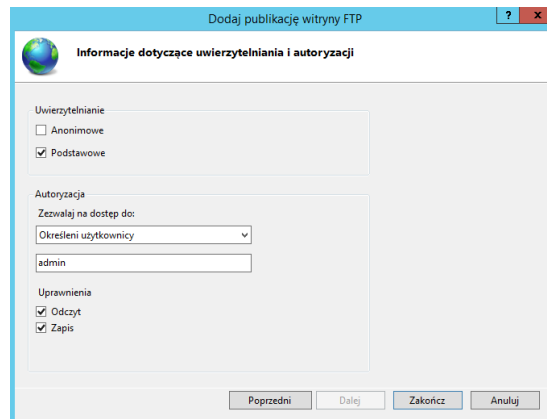 Dodaj publikację witryny FTP
?
x
Informacje dotyczące uwierzytelniania i autoryzacji
Uwierzytelnianie
Anonimowe
Podstawowe
Autoryzacja
Zezwalaj na dostęp do:
Określeni użytkownicy
admin
Uprawnienia
Odczyt
Zapis
Poprzedni Dalej Zakończ Anuluj